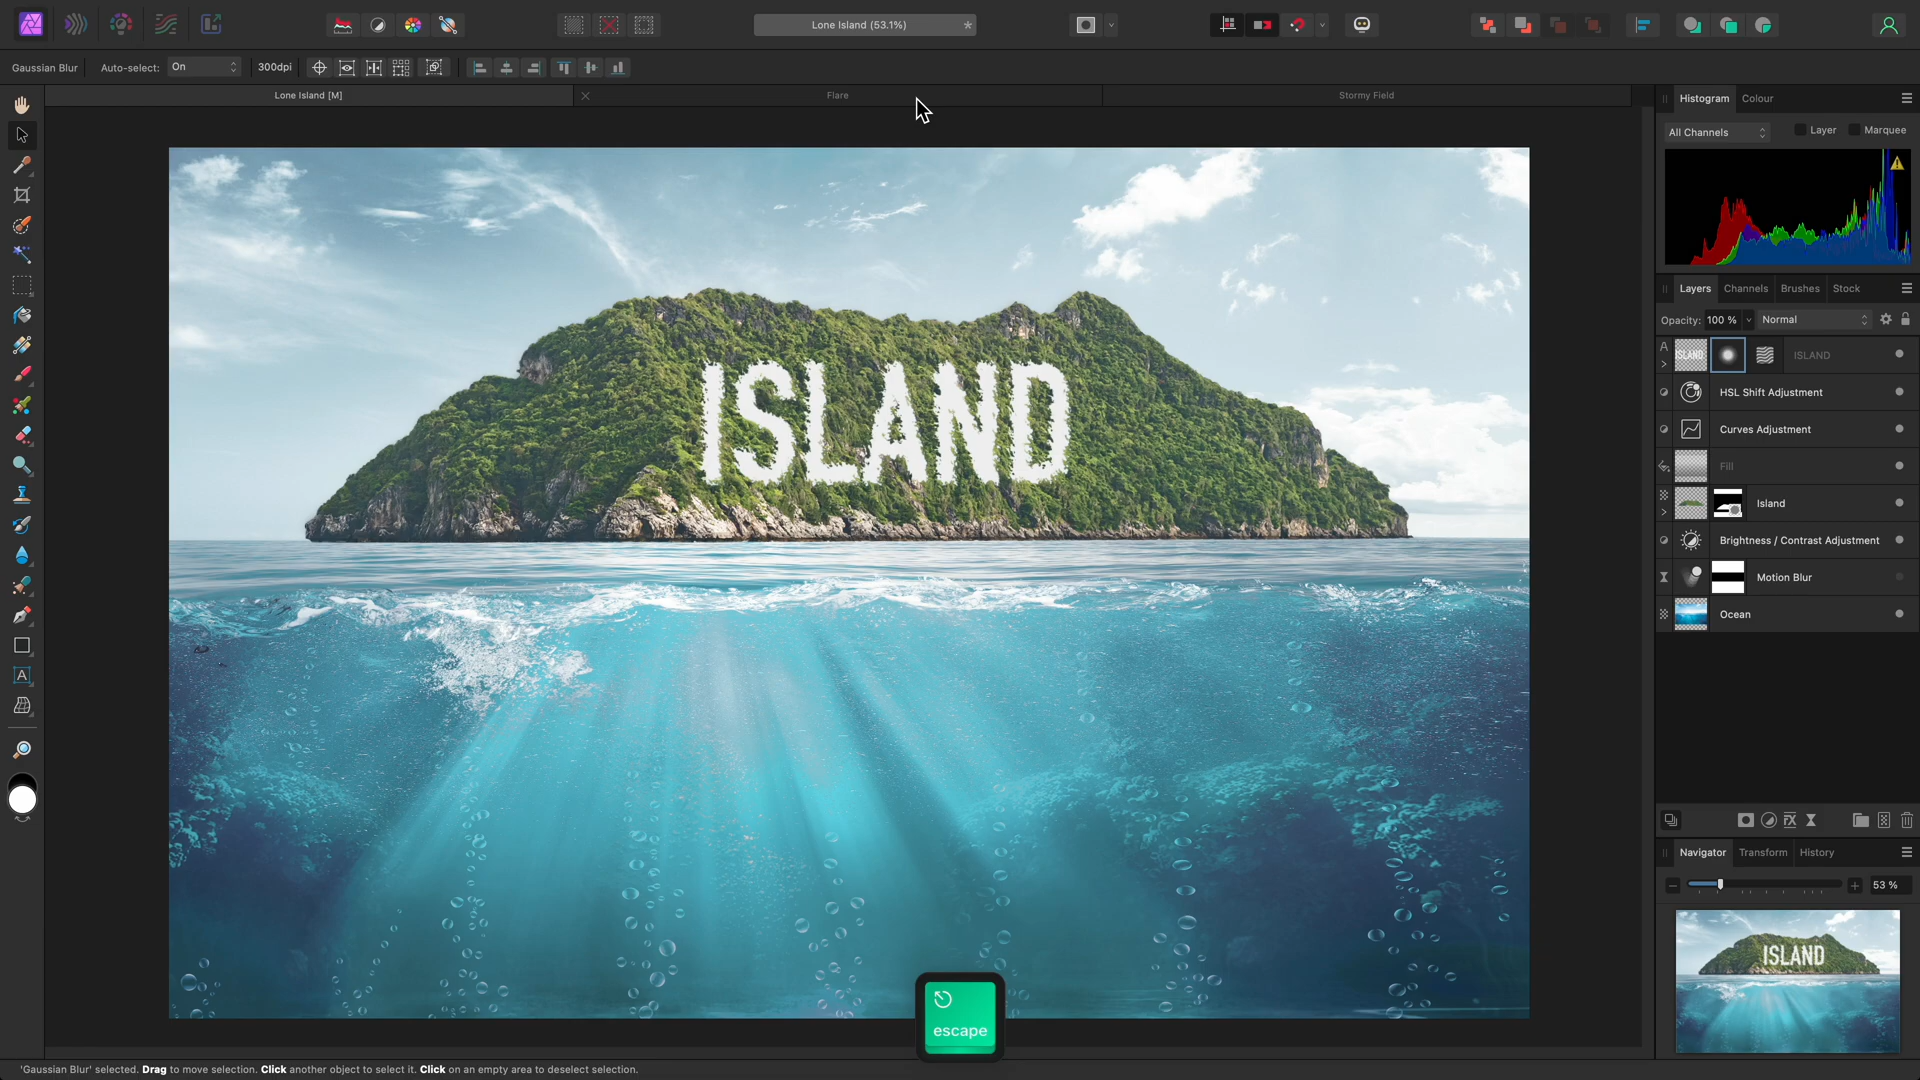 Lone Island (53.1%)
*
Gaussian Blur
Auto-select:
On
300dpi
Lone Island [M]
Flare
Stormy Field
Histogram
Colour
All Channels
Layer
Marquee
Layers
Channels
Brushes
Stock
Opacity:
100 %
Normal
A
ISLAND
ISLAND
HSL Shift Adjustment
Curves Adjustment
Fill
Island
Brightness / Contrast Adjustment
Motion Blur
Ocean
ISLAND
A
FX
Navigator
Transform
History
53 %
ISLAND
escape
'Gaussian Blur' selected. Drag to move selection. Click another object to select it. Click on an empty area to deselect selection.